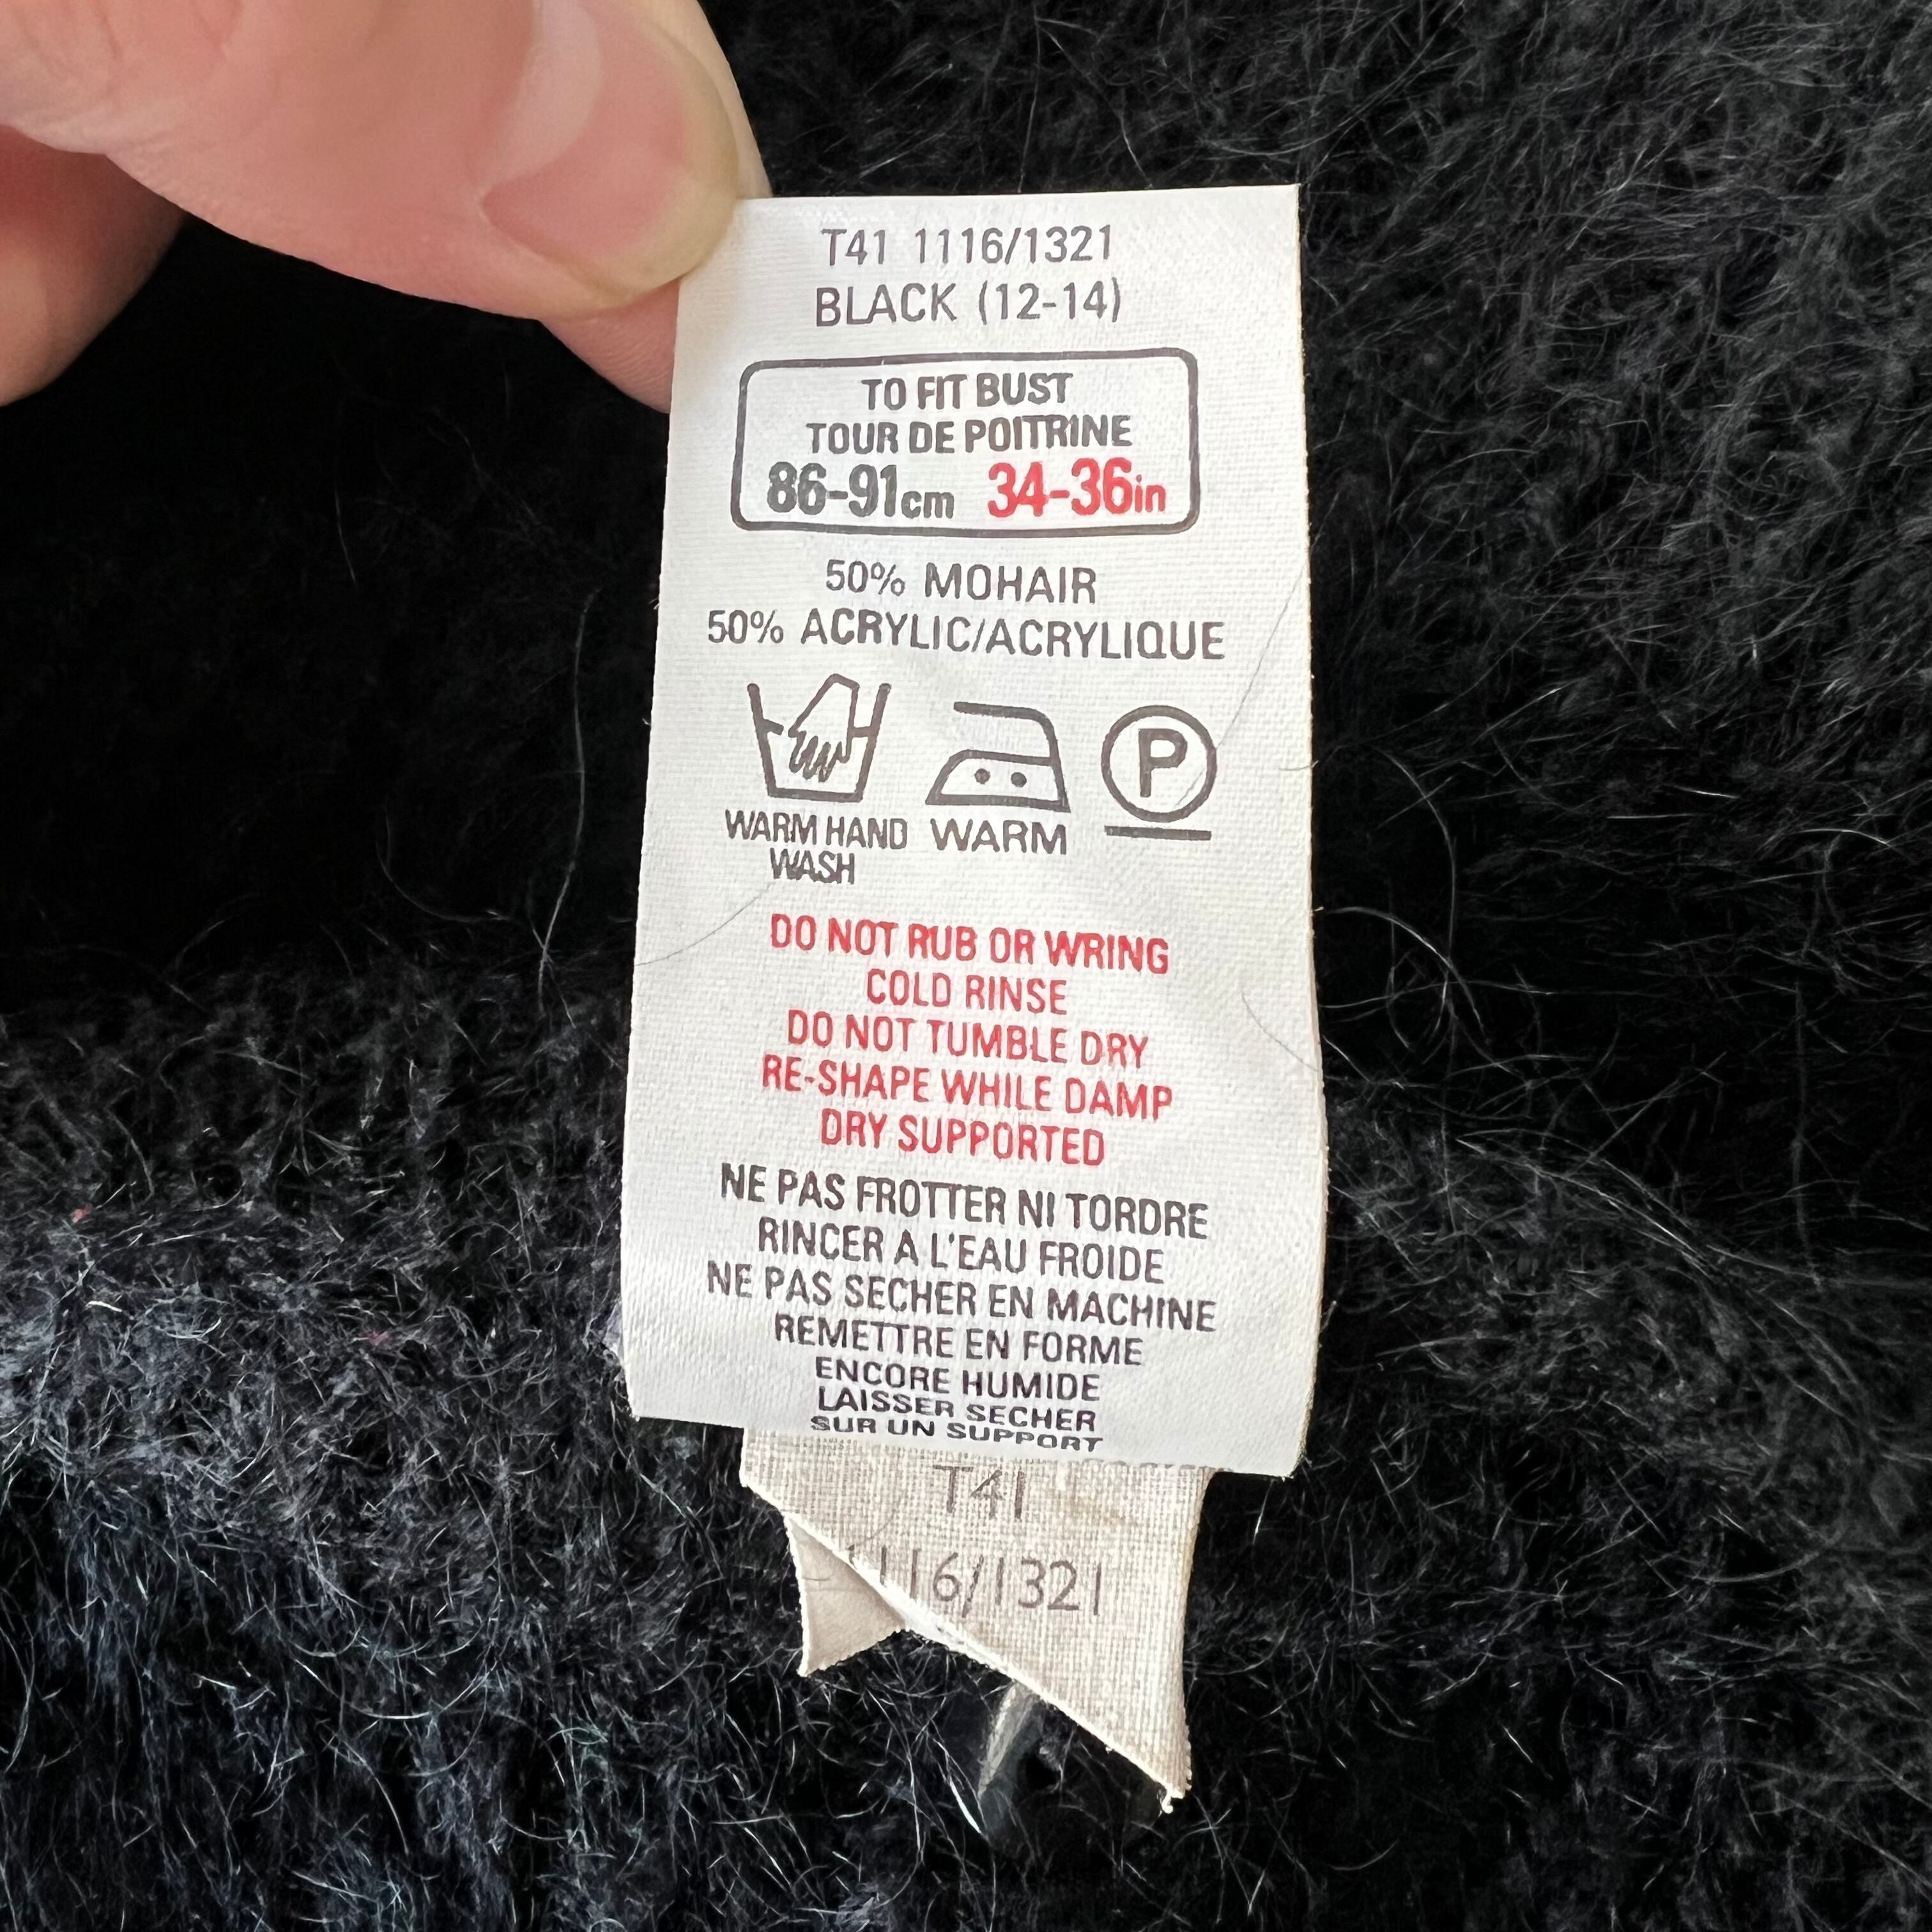 T41 1116/1321
BLACK (12-14)
TO FIT BUST
TOUR DE POITRINE
86-91cm 34-36in
50% MOHAIR
50% ACRYLIC/ACRYLIQUE
P
WARM HAND WASH
WARM
DO NOT RUB OR WRING
COLD RINSE
DO NOT TUMBLE DRY
RE-SHAPE WHILE DAMP
DRY SUPPORTED
NE PAS FROTTER NI TORDRE
RINCER A L'EAU FROIDE
NE PAS SECHER EN MACHINE
REMETTRE EN FORME
ENCORE HUMIDE
LAISSER SECHER
SUR UN SUPPORT
T41
1116/1321